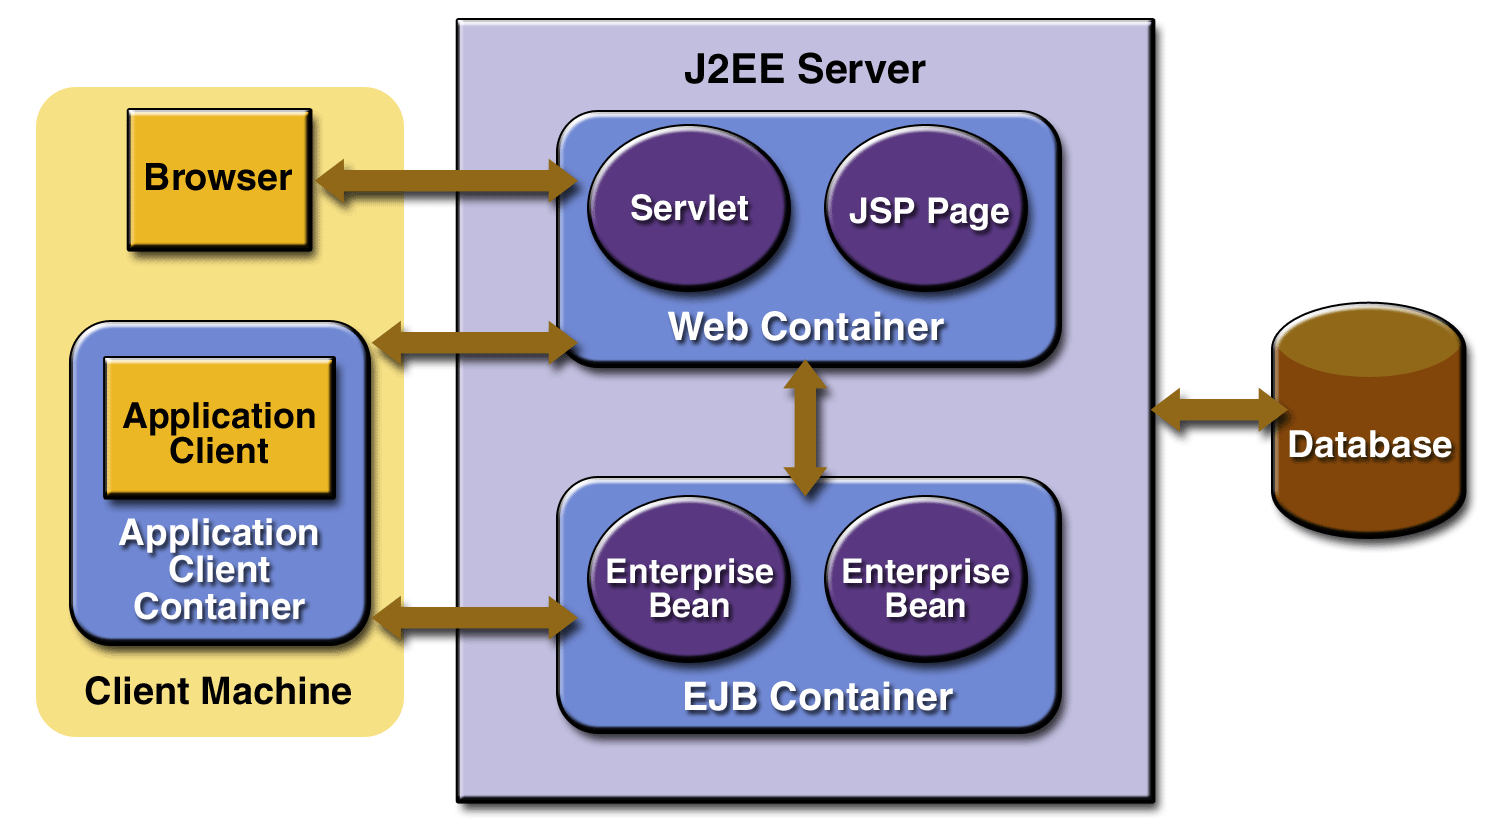 J2EE Server
Browser
Servlet
JSP Page
Web Container
Application
Client
Application
Client
Container
Client Machine
Enterprise
Bean
Enterprise
Bean
EJB Container
Database